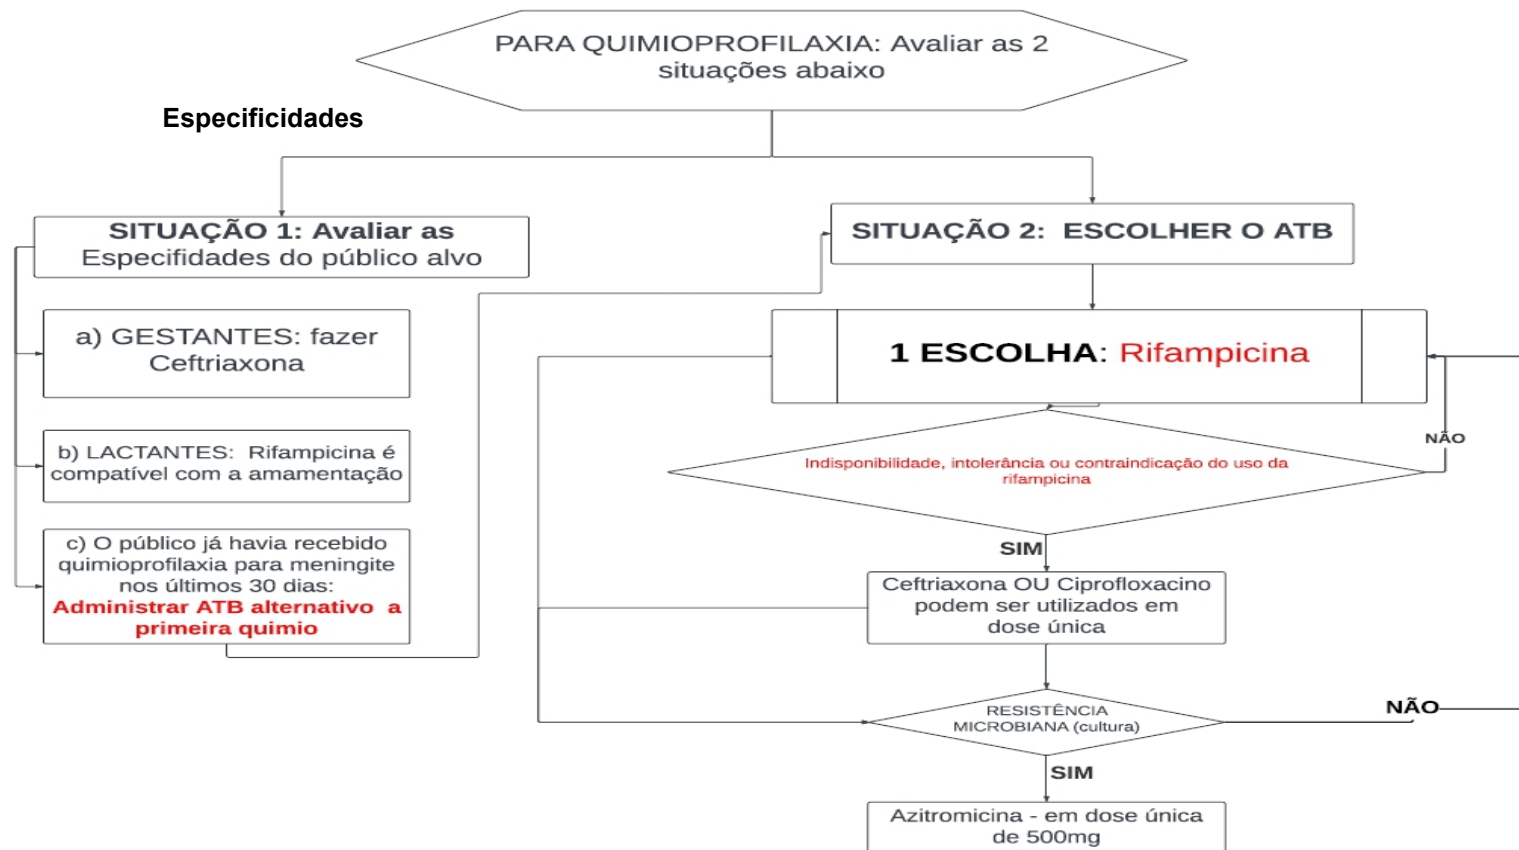 PARA QUIMIOPROFILAXIA: Avaliar as 2
situações abaixo
Especificidades
SITUAÇÃO 1: Avaliar as
Especifidades do público alvo
a) GESTANTES: fazer
Ceftriaxona
b) LACTANTES: Rifampicina é
compatível com a amamentação
c) O público já havia recebido
quimioprofilaxia para meningite
nos últimos 30 dias:
Administrar ATB alternativo a
primeira quimio
SITUAÇÃO 2: ESCOLHER O ATB
1 ESCOLHA: Rifampicina
NÃO
Indisponibilidade, intolerância ou contraindicação do uso da
rifampicina
SIM
Ceftriaxona OU Ciprofloxacino
podem ser utilizados em
dose única
RESISTÊNCIA
MICROBIANA (cultura)
NÃO
SIM
Azitromicina - em dose única
de 500mg